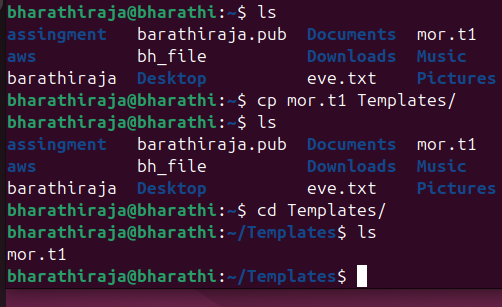 bharathiraja@bharathi:~$ ls
assingment  barathiraja.pub  Documents  mor.t1
aws         bh_file          Downloads  Music
barathiraja Desktop          eve.txt    Pictures
bharathiraja@bharathi:~$ cp mor.t1 Templates/
bharathiraja@bharathi:~$ ls
assingment  barathiraja.pub  Documents  mor.t1
aws         bh_file          Downloads  Music
barathiraja Desktop          eve.txt    Pictures
bharathiraja@bharathi:~$ cd Templates/
bharathiraja@bharathi:~/Templates$ ls
mor.t1
bharathiraja@bharathi:~/Templates$